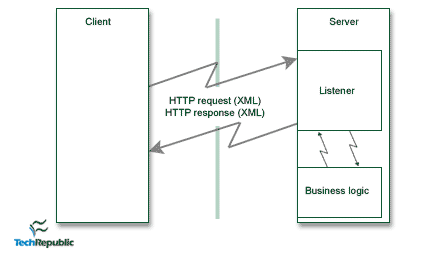 Client
Server
Listener
HTTP request (XML)
HTTP response (XML)
Business logic
TechRepublic